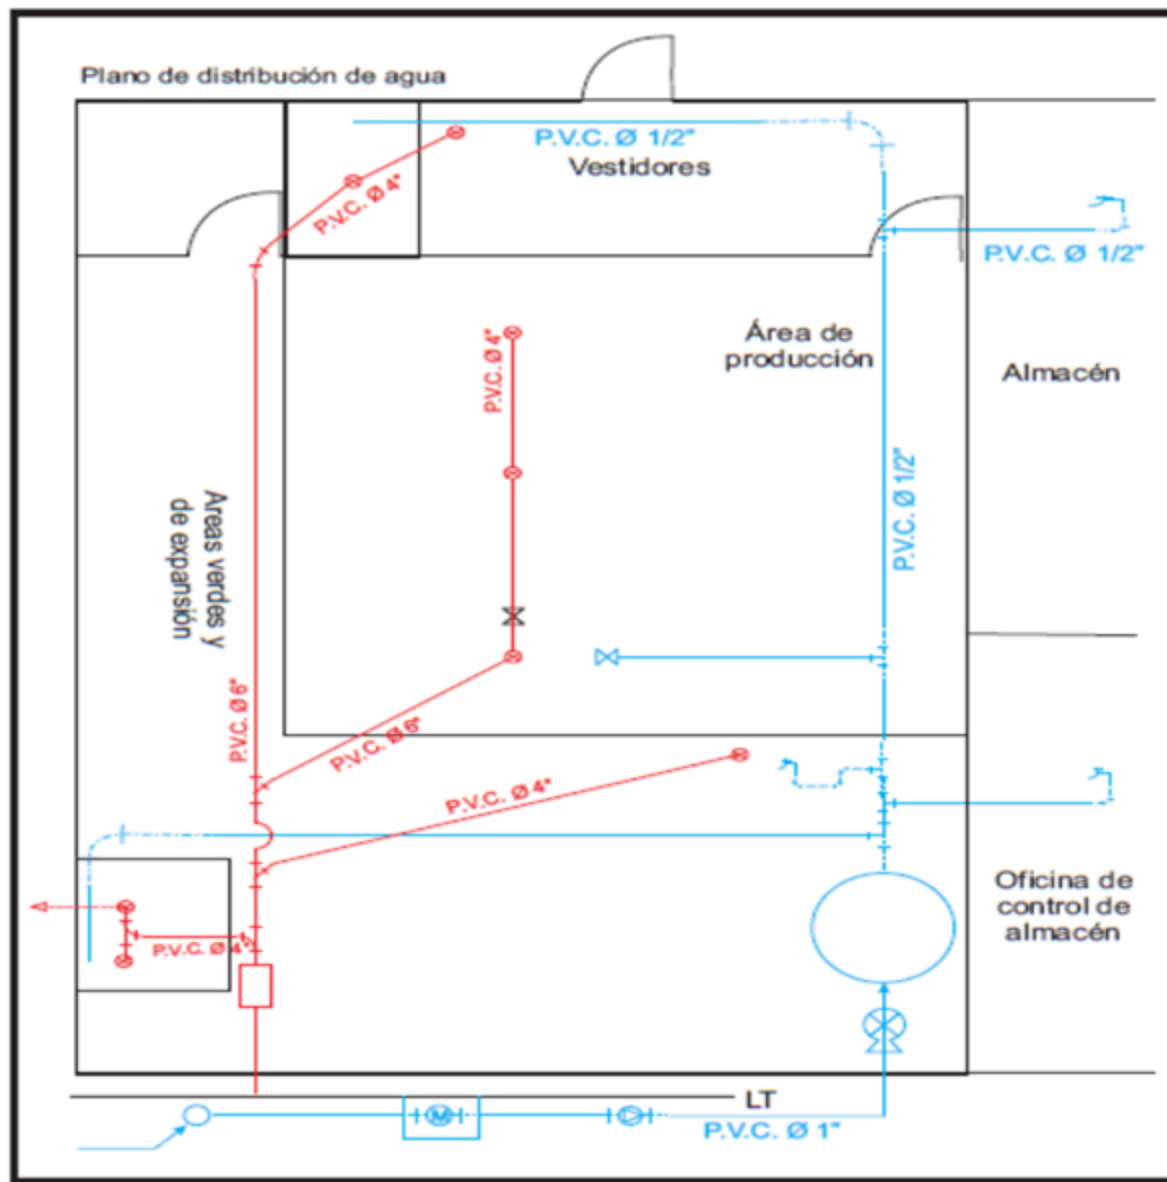 Plano de distribución de agua
P.V.C. Ø 1/2"
Vestidores
P.V.C. Ø 4"
P.V.C. Ø 1/2"
Área de
producción
Almacén
P.V.C. Ø 4"
P.V.C. Ø 1/2"
Areas verdes y
de expansión
P.V.C. Ø 6"
P.V.C. Ø 6"
P.V.C. Ø 4"
Oficina de
control de
almacén
P.V.C. Ø 4"
LT
M
P.V.C. Ø 1"